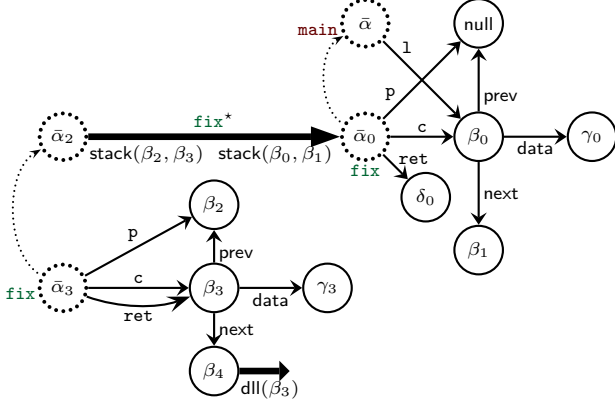 main ᾱ null
l
p
prev
fix⋆
ᾱ₂ ᾱ₀ c β₀ γ₀
stack(β₂, β₃) stack(β₀, β₁) data
fix ret
next
β₂ δ₀
p β₁
prev
fix ᾱ₃ c β₃ γ₃
ret data
next
β₄
dll(β₃)